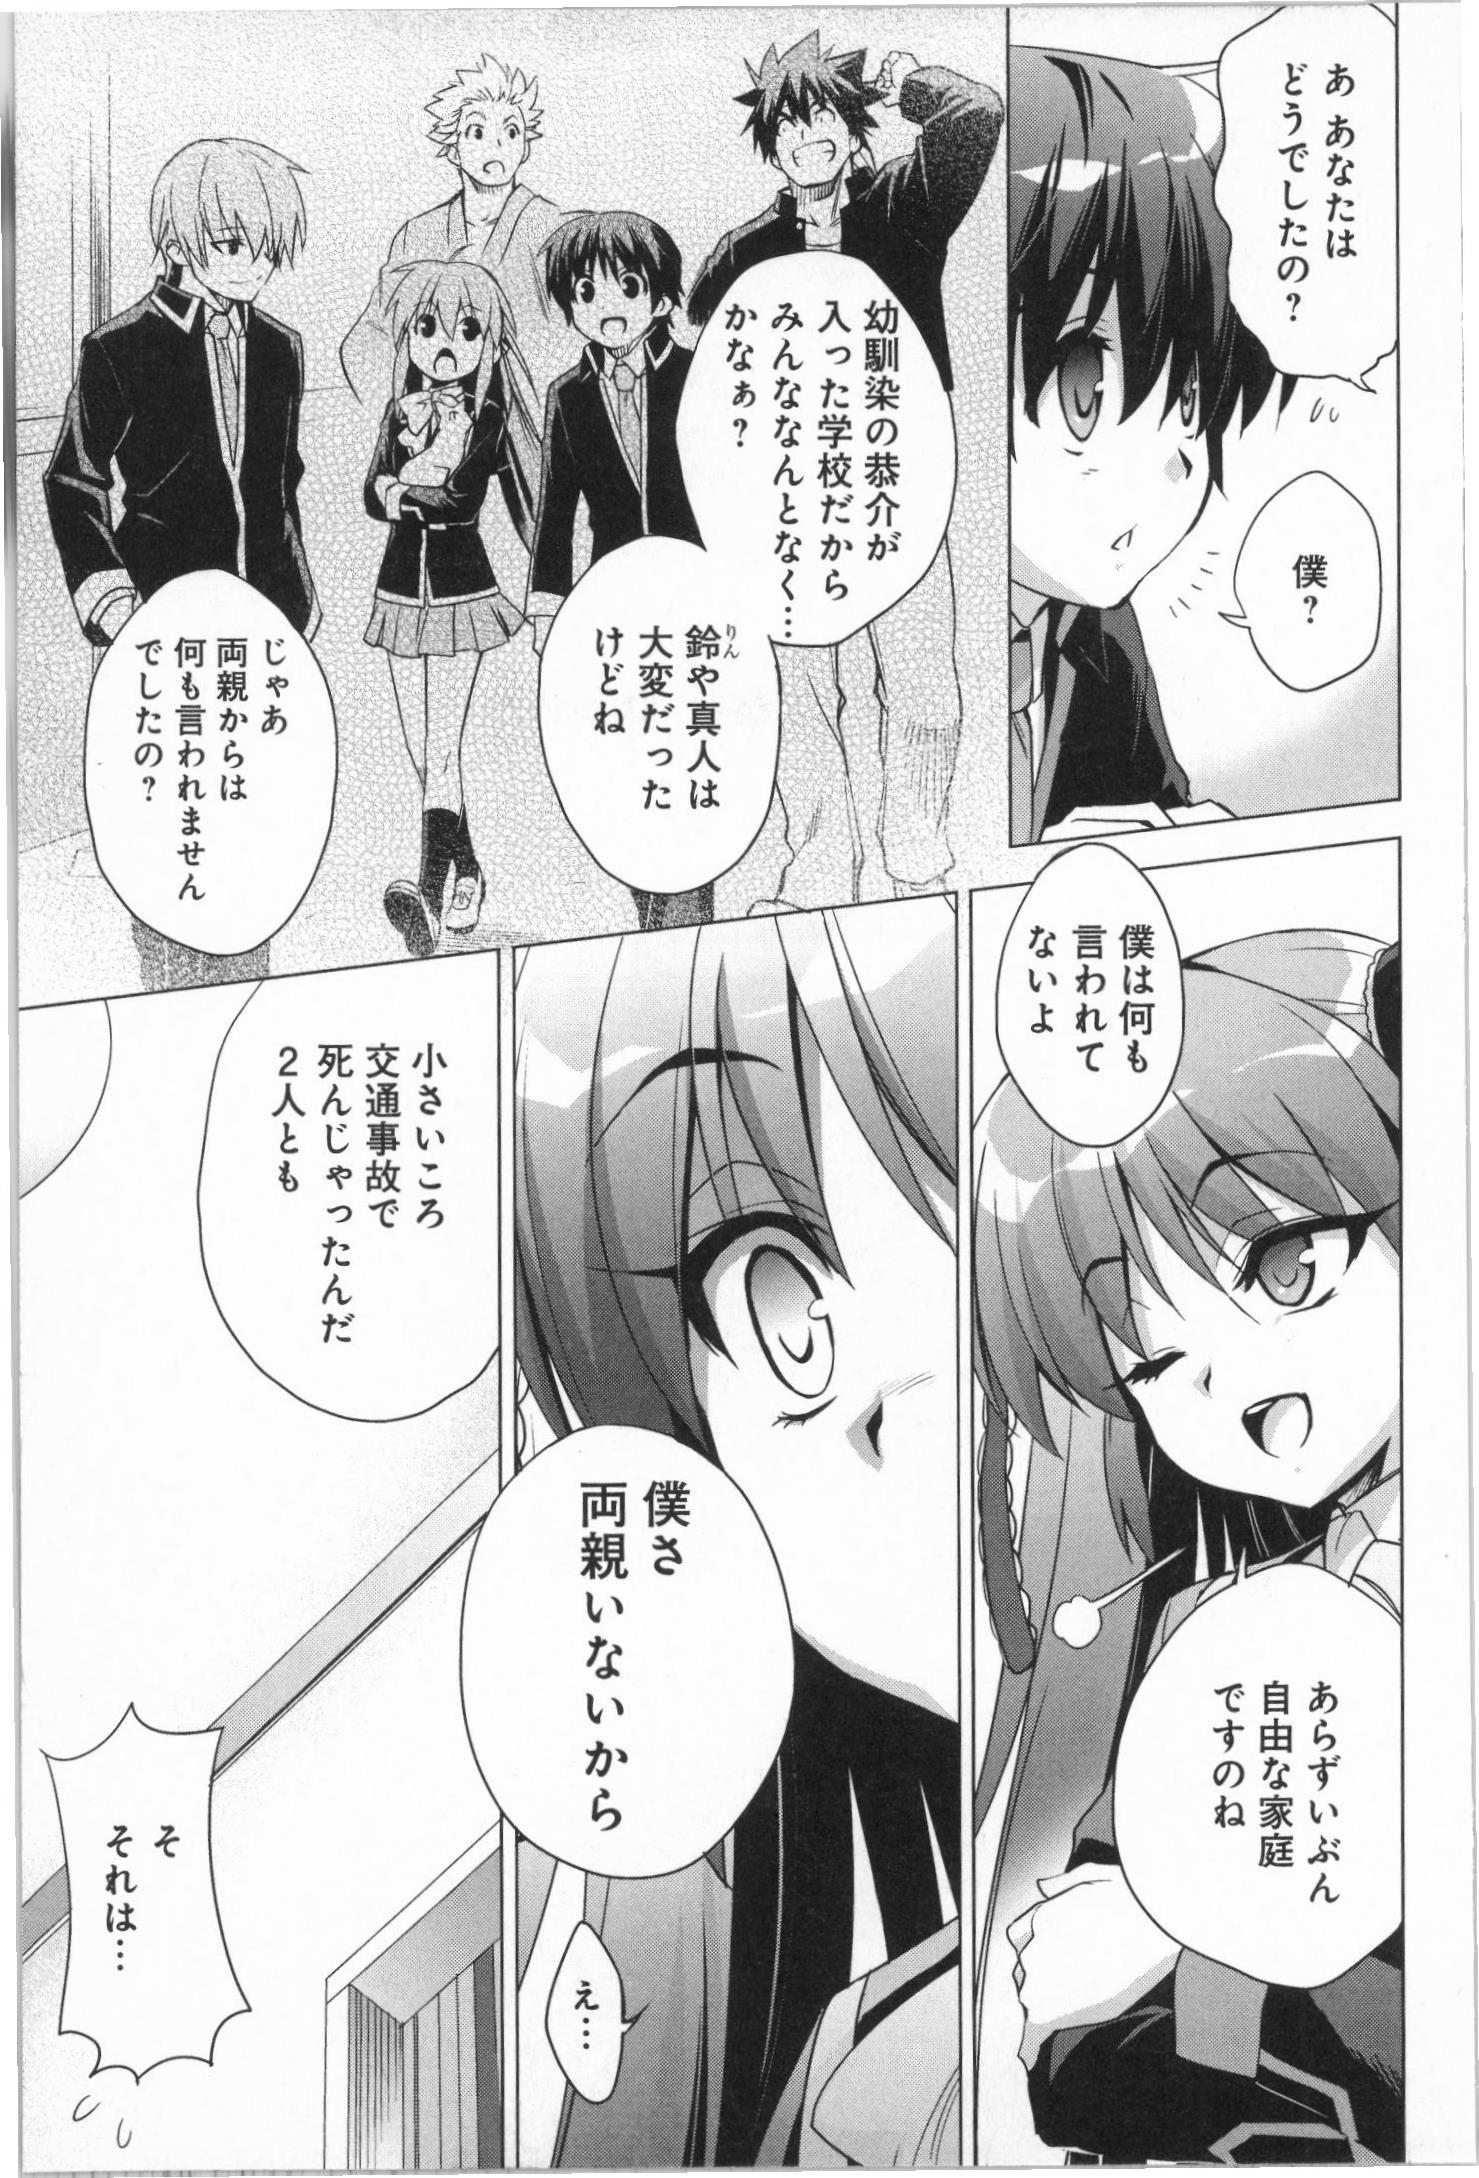 あ あなたは
どうでしたの？
僕？
幼馴染の恭介が
入った学校だから
みんななんとなく…
かなぁ？
鈴や真人は
りん
大変だった
けどね
じゃあ
両親からは
何も言われません
でしたの？
僕は何も
言われて
ないよ
あらずいぶん
自由な家庭
ですのね
僕さ
両親いないから
え…
小さいころ
交通事故で
死んじゃったんだ
2人とも
そ
それは…